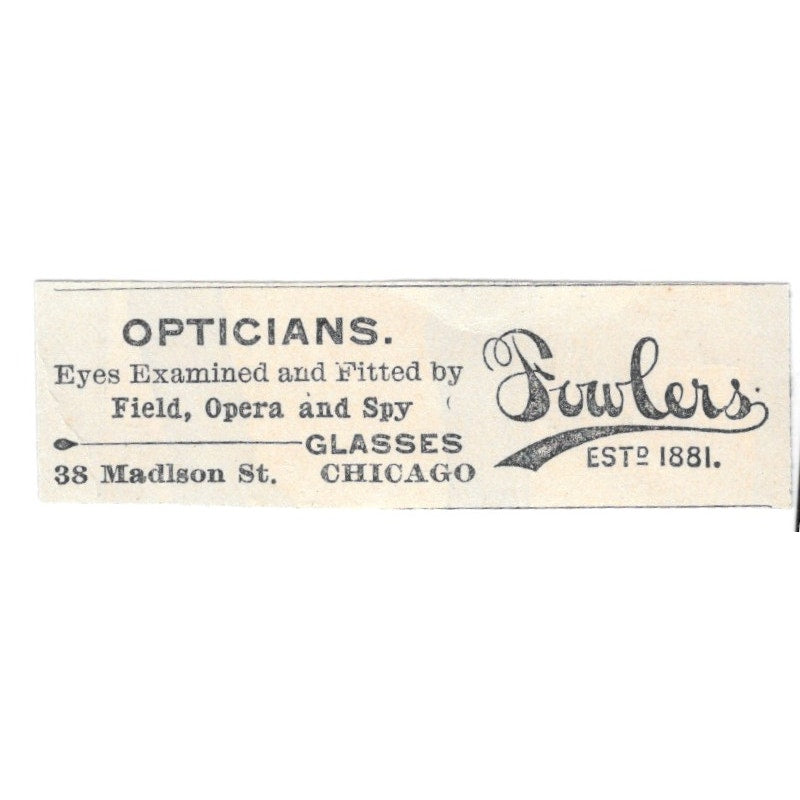 OPTICIANS.
Eyes Examined and Fitted by
Field, Opera and Spy
GLASSES
38 Madlson St. CHICAGO
Fowlers
ESTD 1881.